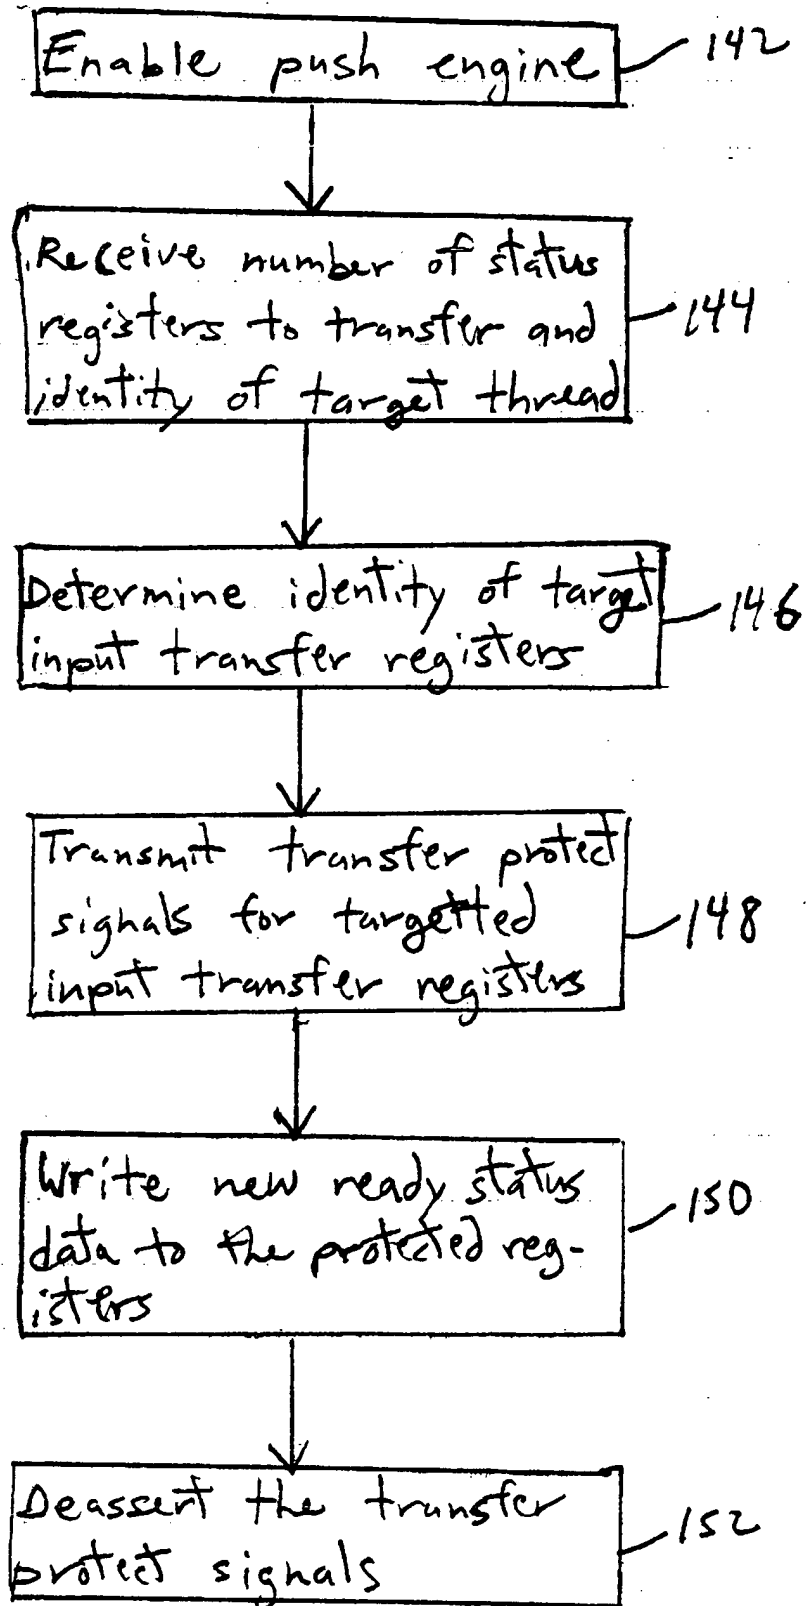 Enable push engine
142
Receive number of status
registers to transfer and
identity of target thread
144
Determine identity of target
input transfer registers
146
Transmit transfer protect
signals for targetted
input transfer registers
148
Write new ready status
data to the protected reg-
isters
150
Deassert the transfer
protect signals
152